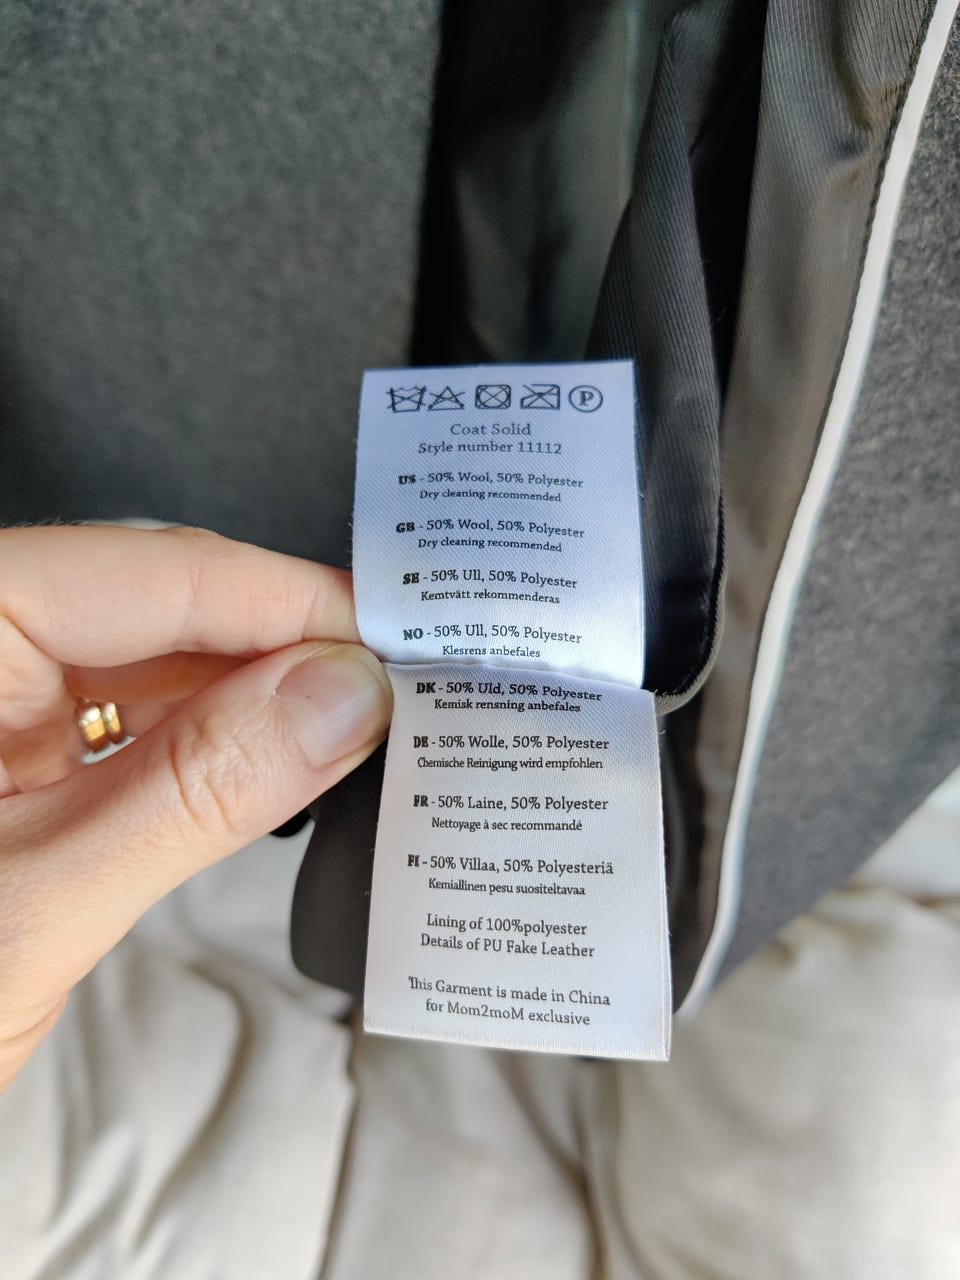 P
Coat Solid
Style number 11112
US - 50% Wool, 50% Polyester
Dry cleaning recommended
GB - 50% Wool, 50% Polyester
Dry cleaning recommended
SE - 50% Ull, 50% Polyester
Kemtvätt rekommenderas
NO - 50% Ull, 50% Polyester
Klesrens anbefales
DK - 50% Uld, 50% Polyester
Kemisk rensning anbefales
DE - 50% Wolle, 50% Polyester
Chemische Reinigung wird empfohlen
FR - 50% Laine, 50% Polyester
Nettoyage à sec recommandé
FI - 50% Villaa, 50% Polyesteriä
Kemiallinen pesu suositeltavaa
Lining of 100%polyester
Details of PU Fake Leather
This Garment is made in China
for Mom2moM exclusive